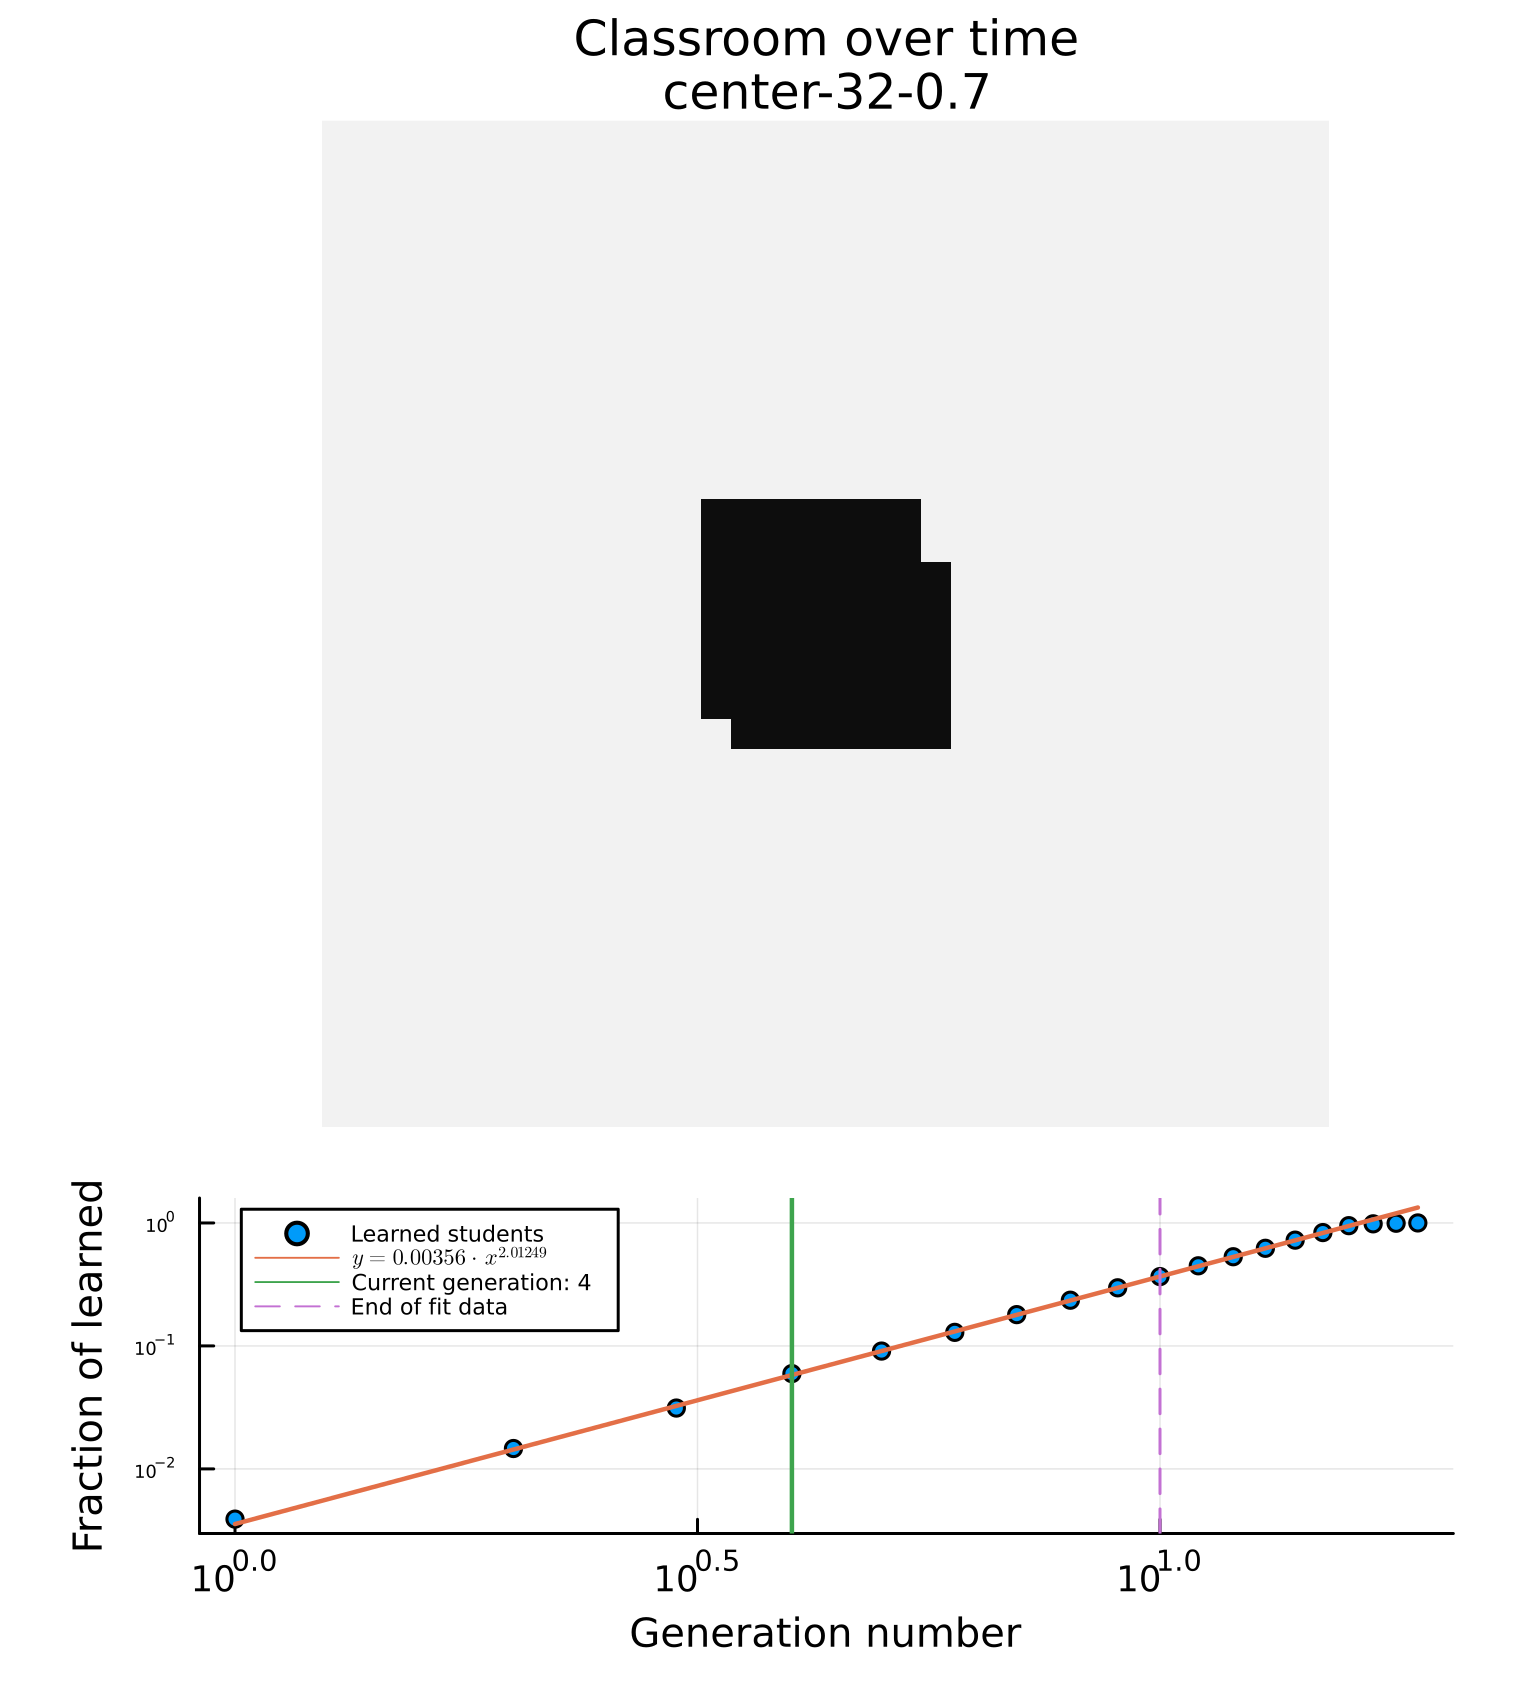 Classroom over time
center-32-0.7
Fraction of learned
10⁰
10⁻¹
10⁻²
Learned students
y = 0.00356 · x^2.01249
Current generation: 4
End of fit data
10^0.0 10^0.5 10^1.0
Generation number